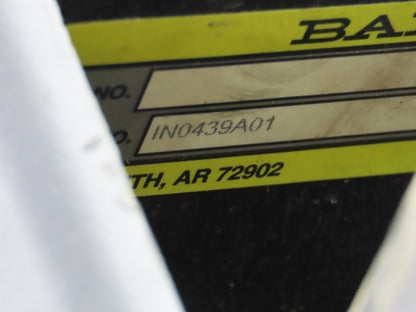 BA
NO.
O. IN0439A01
TH, AR 72902